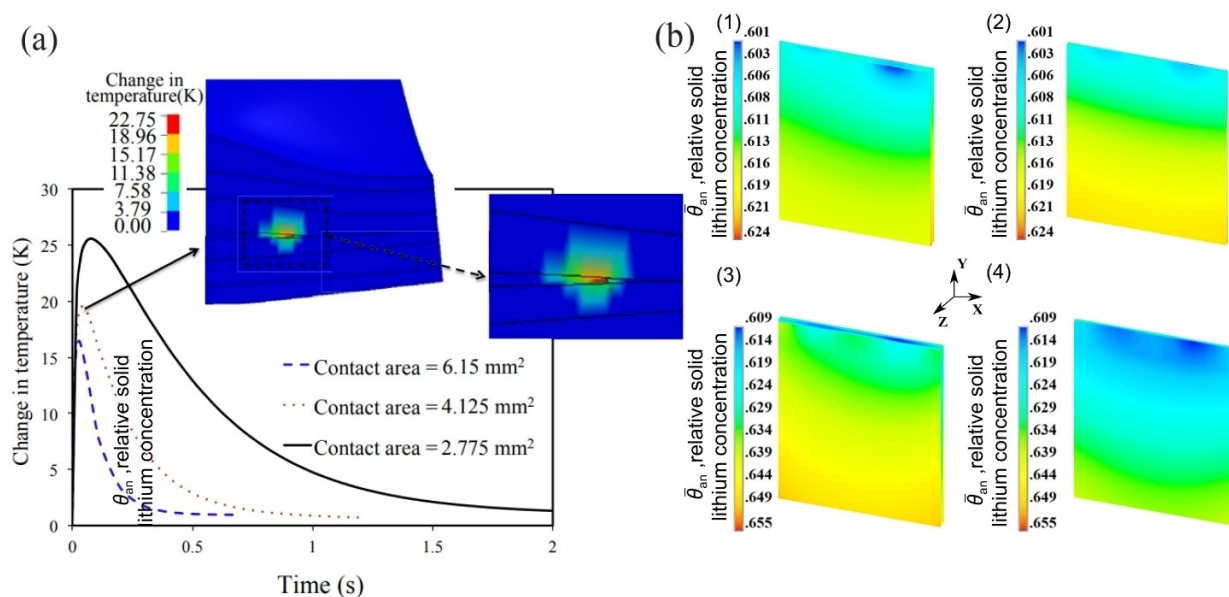 (a)
Change in
temperature(K)
22.75
18.96
15.17
11.38
7.58
3.79
0.00
Change in temperature (K)
30
25
20
15
10
5
0
0
0.5
1
1.5
2
Time (s)
θ̅an ,relative solid
lithium concentration
Contact area = 6.15 mm²
Contact area = 4.125 mm²
Contact area = 2.775 mm²
(b)
(1)
θ̅an ,relative solid
lithium concentration
.601
.603
.606
.608
.611
.613
.616
.619
.621
.624
(2)
θ̅an ,relative solid
lithium concentration
.601
.603
.606
.608
.611
.613
.616
.619
.621
.624
Y
X
Z
(3)
θ̅an ,relative solid
lithium concentration
.609
.614
.619
.624
.629
.634
.639
.644
.649
.655
(4)
θ̅an ,relative solid
lithium concentration
.609
.614
.619
.624
.629
.634
.639
.644
.649
.655